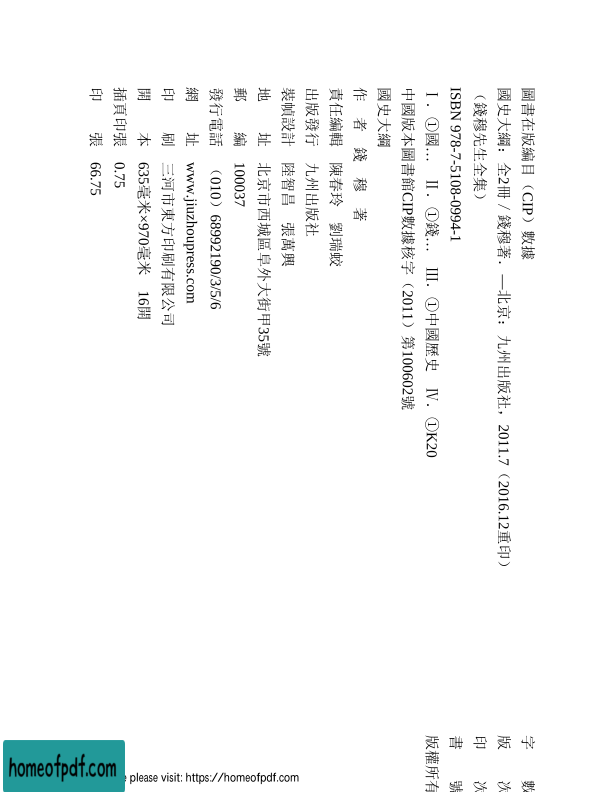 圖書在版編目（CIP）數據
國史大綱：全2冊／錢穆著．—北京：九州出版社，2011.7（2016.12重印）
（錢穆先生全集）
ISBN 978-7-5108-0994-1
Ⅰ．①國…　Ⅱ．①錢…　Ⅲ．①中國歷史　Ⅳ．①K20
中國版本圖書館CIP數據核字（2011）第100602號
國史大綱
作　者　錢　穆　著
責任編輯　陳春玲　劉瑞蛟
出版發行　九州出版社
裝幀設計　陸智昌　張萬興
地　址　北京市西城區阜外大街甲35號
郵　編　100037
發行電話　（010）68992190/3/5/6
網　址　www.jiuzhoupress.com
印　刷　三河市東方印刷有限公司
開　本　635毫米×970毫米　16開
插頁印張　0.75
印　張　66.75
字　數
版　次
印　次
書　號
版權所有
homeofpdf.com
please visit: https://homeofpdf.com